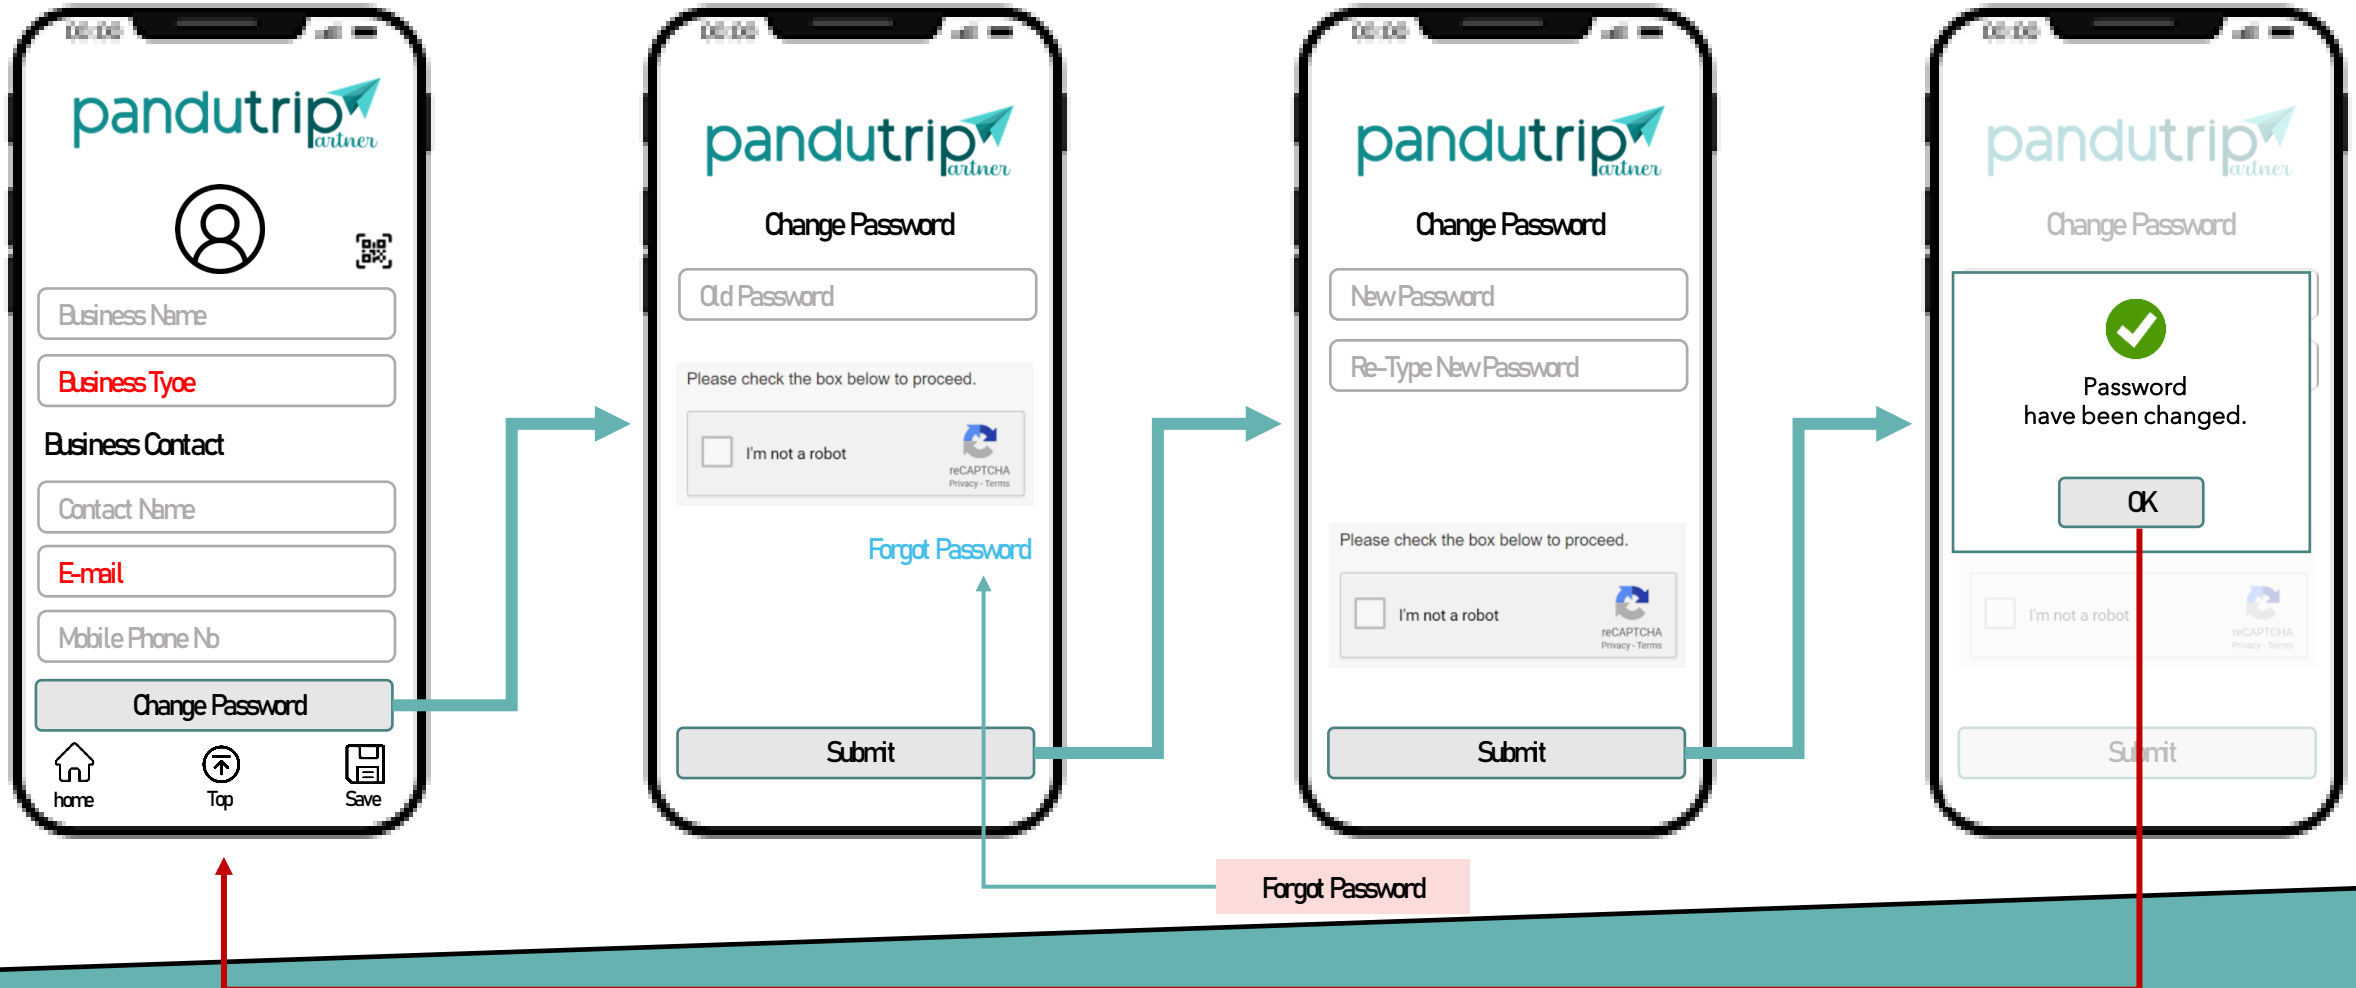 00:00
pandutrip
artner
Business Name
Business Tyoe
Business Contact
Contact Name
E-mail
Mobile Phone No
Change Password
home
Top
Save
00:00
pandutrip
artner
Change Password
Old Password
Please check the box below to proceed.
I'm not a robot
reCAPTCHA
Privacy - Terms
Forgot Password
Submit
00:00
pandutrip
artner
Change Password
New Password
Re-Type New Password
Please check the box below to proceed.
I'm not a robot
reCAPTCHA
Privacy - Terms
Submit
00:00
pandutrip
artner
Change Password
Password
have been changed.
OK
I'm not a robot
reCAPTCHA
Privacy - Terms
Submit
Forgot Password